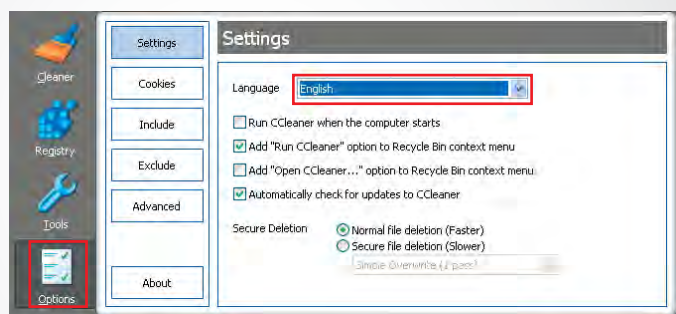 Cleaner
Registry
Tools
Options
Settings
Cookies
Include
Exclude
Advanced
About
Settings
Language English
Run CCleaner when the computer starts
Add "Run CCleaner" option to Recycle Bin context menu
Add "Open CCleaner..." option to Recycle Bin context menu
Automatically check for updates to CCleaner
Secure Deletion Normal file deletion (Faster)
Secure file deletion (Slower)
Simple Overwrite (1 pass)